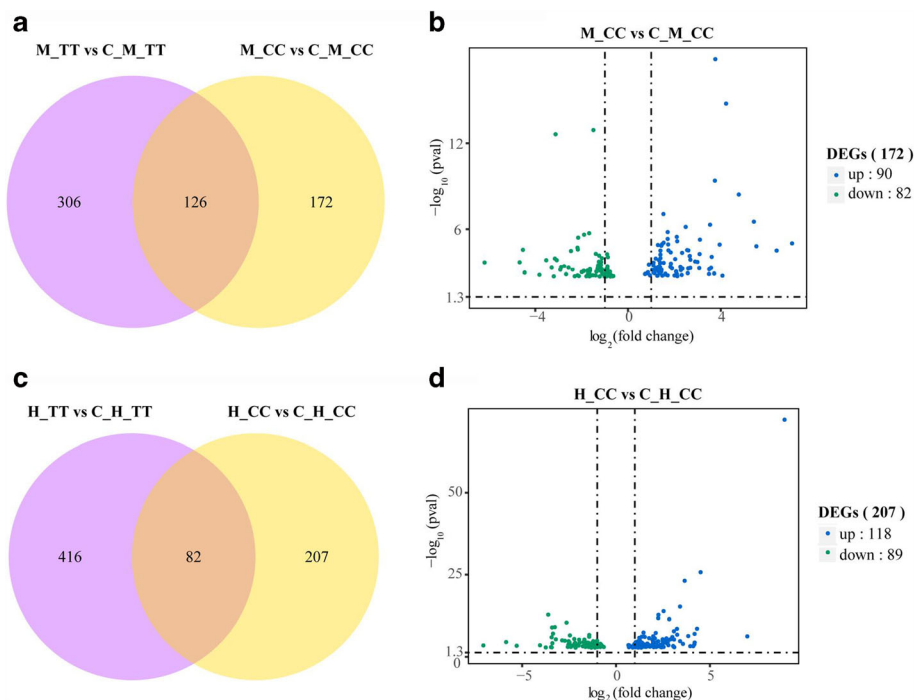 a
M_TT vs C_M_TT
M_CC vs C_M_CC
306
126
172
b
M_CC vs C_M_CC
−log10 (pval)
12
6
1.3
−4
0
4
log2(fold change)
DEGs ( 172 )
up : 90
down : 82
c
H_TT vs C_H_TT
H_CC vs C_H_CC
416
82
207
d
H_CC vs C_H_CC
−log10 (pval)
50
25
1.3
0
−5
0
5
log2 (fold change)
DEGs ( 207 )
up : 118
down : 89